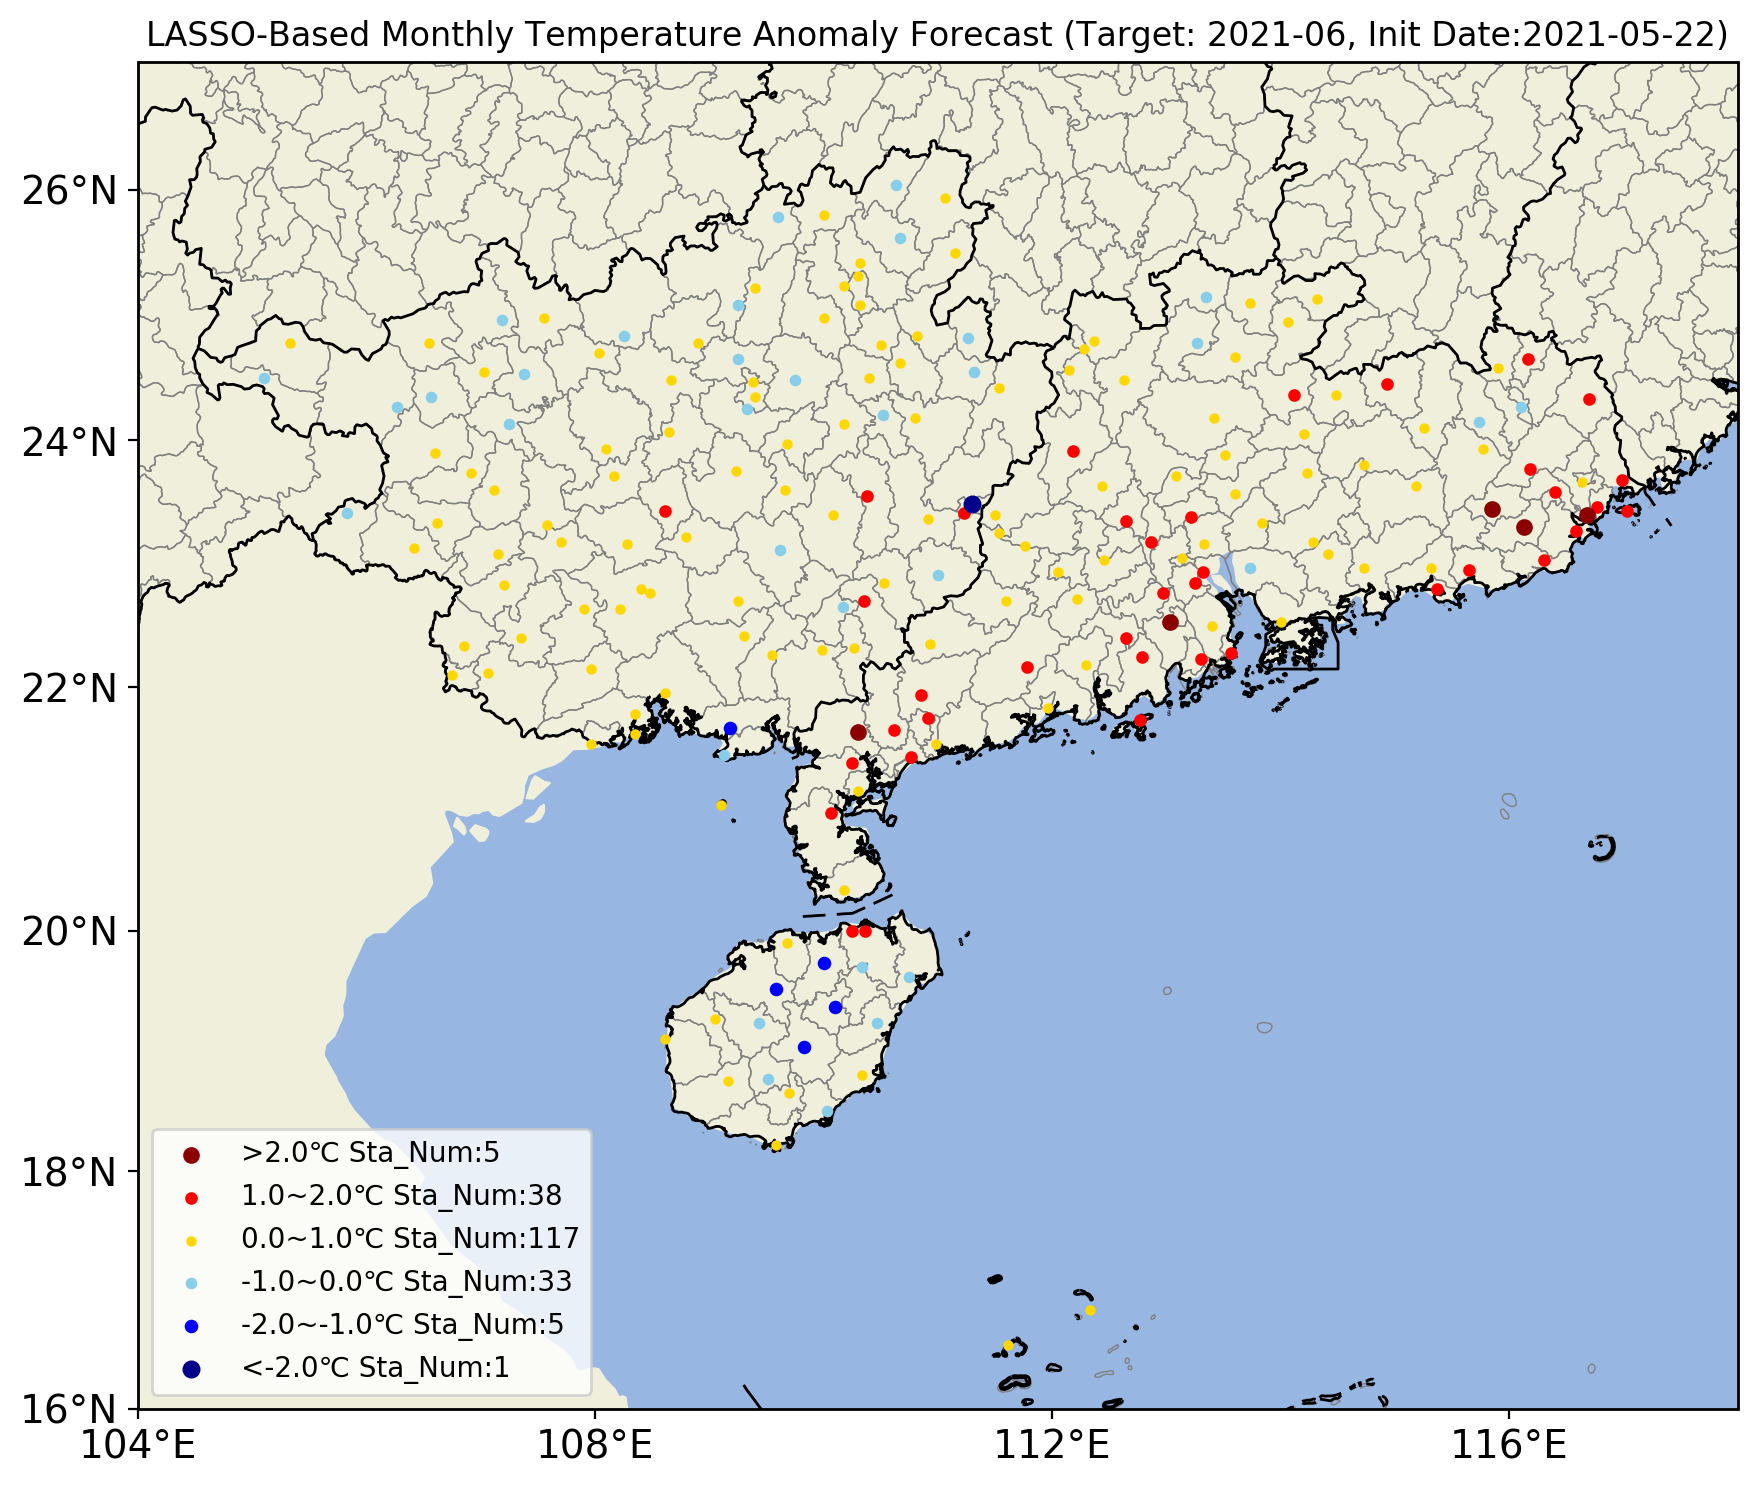 LASSO-Based Monthly Temperature Anomaly Forecast (Target: 2021-06, Init Date:2021-05-22)
26°N
24°N
22°N
20°N
18°N
16°N
>2.0℃ Sta_Num:5
1.0~2.0℃ Sta_Num:38
0.0~1.0℃ Sta_Num:117
-1.0~0.0℃ Sta_Num:33
-2.0~-1.0℃ Sta_Num:5
<-2.0℃ Sta_Num:1
104°E
108°E
112°E
116°E